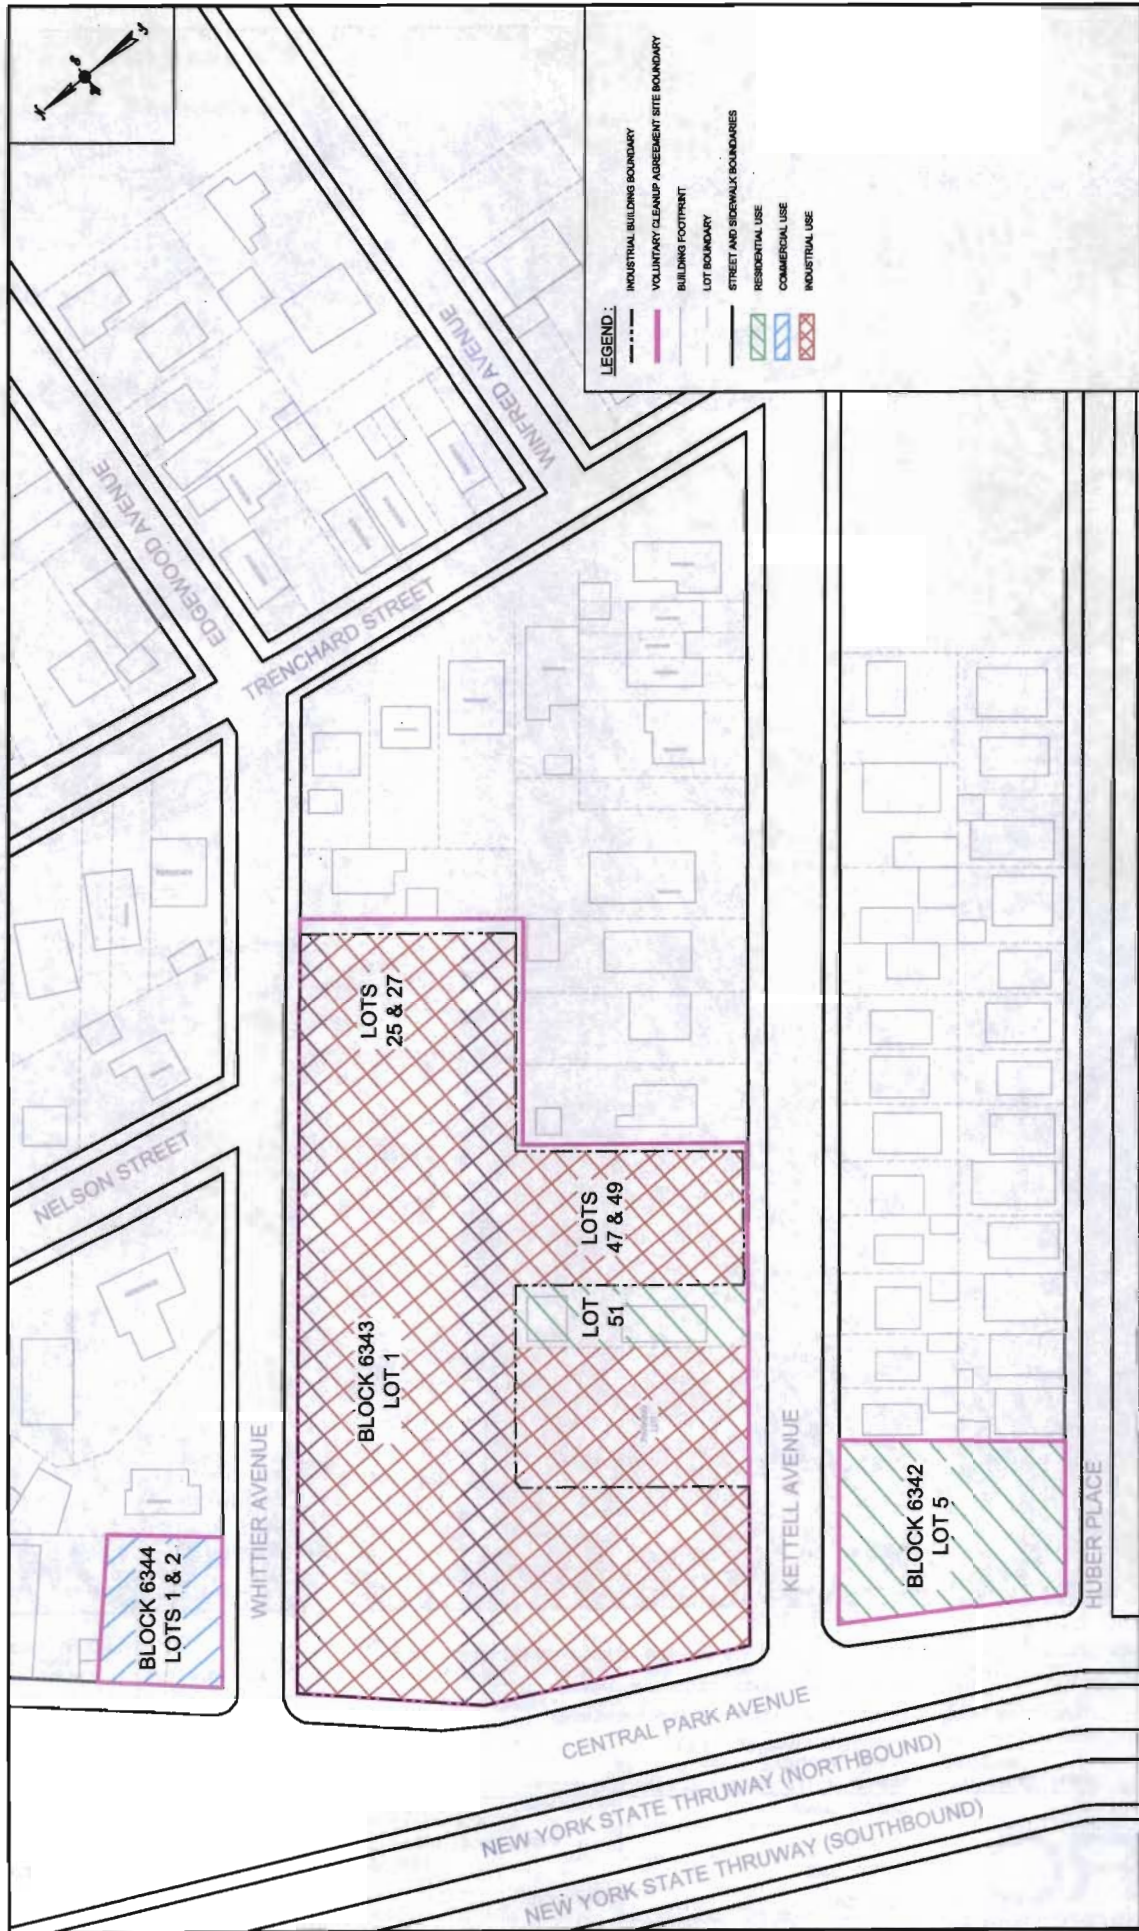 N
S
LEGEND:
INDUSTRIAL BUILDING BOUNDARY
VOLUNTARY CLEANUP AGREEMENT SITE BOUNDARY
BUILDING FOOTPRINT
LOT BOUNDARY
STREET AND SIDEWALK BOUNDARIES
RESIDENTIAL USE
COMMERCIAL USE
INDUSTRIAL USE
EDGEWOOD AVENUE
WINFRED AVENUE
TRENCHARD STREET
NELSON STREET
LOTS
25 & 27
LOTS
47 & 49
LOT
51
BLOCK 6343
LOT 1
BLOCK 6344
LOTS 1 & 2
WHITTIER AVENUE
KETTELL AVENUE
BLOCK 6342
LOT 5
HUBER PLACE
CENTRAL PARK AVENUE
NEW YORK STATE THRUWAY (NORTHBOUND)
NEW YORK STATE THRUWAY (SOUTHBOUND)